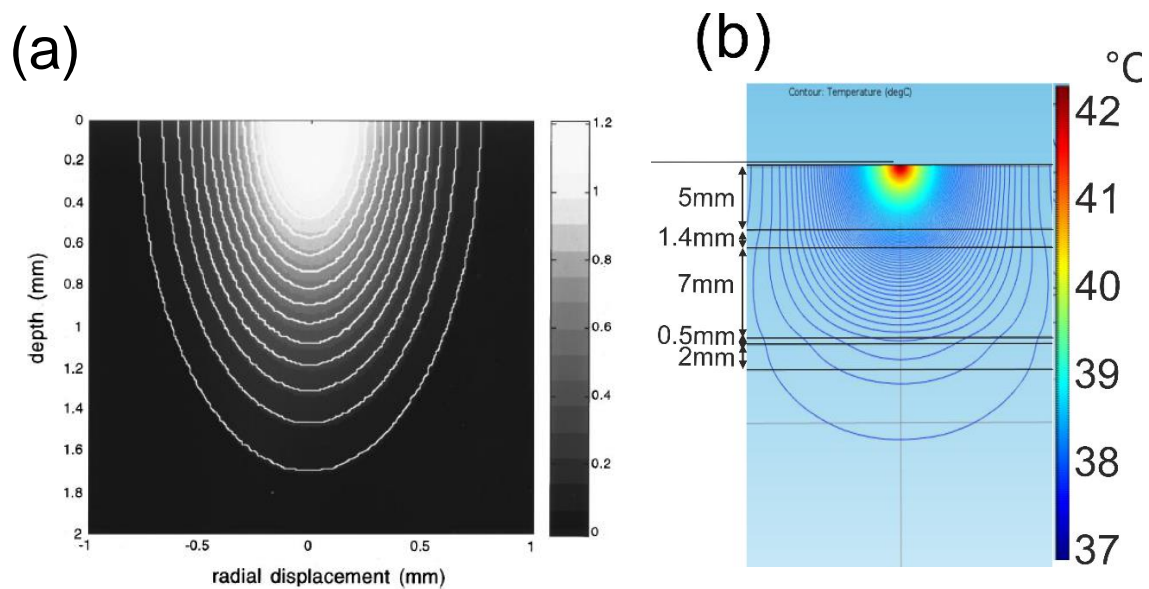 (a)
0
0.2
0.4
0.6
0.8
1
1.2
1.4
1.6
1.8
2
depth (mm)
-1
-0.5
0
0.5
1
radial displacement (mm)
1.2
1
0.8
0.6
0.4
0.2
0
(b)
°C
Contour: Temperature (degC)
5mm
1.4mm
7mm
0.5mm
2mm
42
41
40
39
38
37